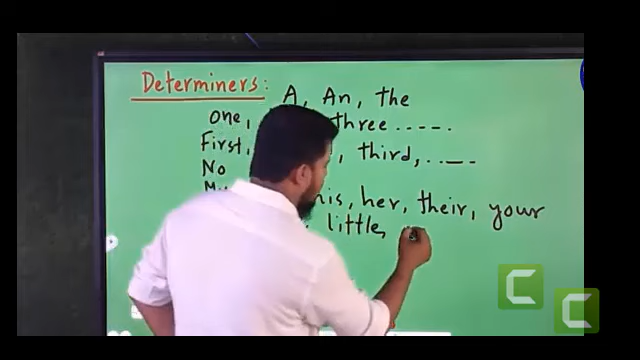 Determiners:
A, An, the
one, three .....
First, third, .....
No
his, her, their, your
little,